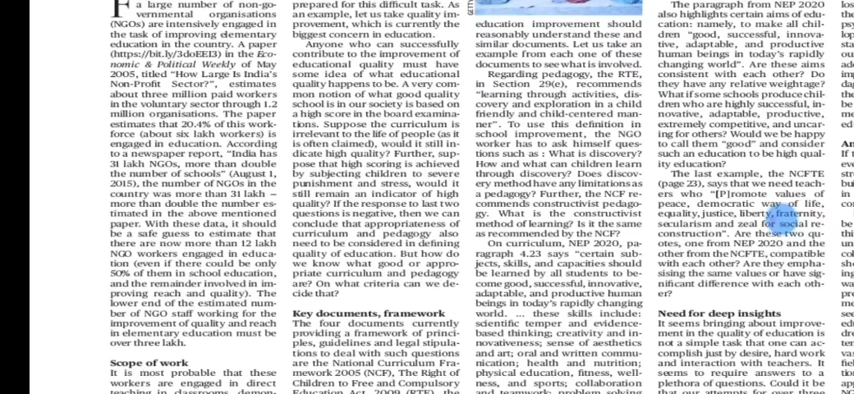 F a large number of non-go-
vernmental organisations
(NGOs) are intensively engaged in
the task of improving elementary
education in the country. A paper
(https://bit.ly/3doEEI3) in the Eco-
nomic & Political Weekly of May
2005, titled “How Large Is India’s
Non-Profit Sector?”, estimates
about three million paid workers
in the voluntary sector through 1.2
million organisations. The paper
estimates that 20.4% of this work-
force (about six lakh workers) is
engaged in education. According
to a newspaper report, “India has
31 lakh NGOs, more than double
the number of schools” (August 1,
2015), the number of NGOs in the
country was more than 31 lakh —
more than double the number es-
timated in the above mentioned
paper. With these data, it should
be a safe guess to estimate that
there are now more than 12 lakh
NGO workers engaged in educa-
tion (even if there could be only
50% of them in school education,
and the remainder involved in im-
proving reach and quality). The
lower end of the estimated num-
ber of NGO staff working for the
improvement of quality and reach
in elementary education must be
over three lakh.
Scope of work
It is most probable that these
workers are engaged in direct
teaching in classrooms, demon-
prepared for this difficult task. As
an example, let us take quality im-
provement, which is currently the
biggest concern in education.
Anyone who can successfully
contribute to the improvement of
educational quality must have
some idea of what educational
quality happens to be. A very com-
mon notion of what good quality
school is in our society is based on
a high score in the board examina-
tions. Suppose the curriculum is
irrelevant to the life of people (as it
is often claimed), would it still in-
dicate high quality? Further, sup-
pose that high scoring is achieved
by subjecting children to severe
punishment and stress, would it
still remain an indicator of high
quality? If the response to last two
questions is negative, then we can
conclude that appropriateness of
curriculum and pedagogy also
need to be considered in defining
quality of education. But how do
we know what good or appro-
priate curriculum and pedagogy
are? On what criteria can we de-
cide that?
Key documents, framework
The four documents currently
providing a framework of princi-
ples, guidelines and legal stipula-
tions to deal with such questions
are the National Curriculum Fra-
mework 2005 (NCF), The Right of
Children to Free and Compulsory
Education Act, 2009 (RTE), the
education improvement should
reasonably understand these and
similar documents. Let us take an
example from each one of these
documents to see what is involved.
Regarding pedagogy, the RTE,
in Section 29(e), recommends
“learning through activities, dis-
covery and exploration in a child
friendly and child-centered man-
ner”. To use this definition in
school improvement, the NGO
worker has to ask himself ques-
tions such as : What is discovery?
How and what can children learn
through discovery? Does discov-
ery method have any limitations as
a pedagogy? Further, the NCF re-
commends constructivist pedago-
gy. What is the constructivist
method of learning? Is it the same
as recommended by the NCF?
On curriculum, NEP 2020, pa-
ragraph 4.23 says “certain sub-
jects, skills, and capacities should
be learned by all students to be-
come good, successful, innovative,
adaptable, and productive human
beings in today’s rapidly changing
world. ... these skills include:
scientific temper and evidence-
based thinking; creativity and in-
novativeness; sense of aesthetics
and art; oral and written commu-
nication; health and nutrition;
physical education, fitness, well-
ness, and sports; collaboration
and teamwork; problem solving
The paragraph from NEP 2020
also highlights certain aims of edu-
cation: namely, to make all chil-
dren “good, successful, innova-
tive, adaptable, and productive
human beings in today’s rapidly
changing world”. Are these aims
consistent with each other? Do
they have any relative weightage?
What if some schools produce chil-
dren who are highly successful, in-
novative, adaptable, productive,
extremely competitive, and uncar-
ing for others? Would we be happy
to call them “good” and consider
such an education to be high qual-
ity education?
The last example, the NCFTE
(page 23), says that we need teach-
ers who “[P]romote values of
peace, democratic way of life,
equality, justice, liberty, fraternity,
secularism and zeal for social re-
construction”. Are these two qu-
otes, one from NEP 2020 and the
other from the NCFTE, compatible
with each other? Are they empha-
sising the same values or have sig-
nificant difference with each oth-
er?
Need for deep insights
It seems bringing about improve-
ment in the quality of education is
not a simple task that one can ac-
complish just by desire, hard work
and interaction with teachers. It
seems to require answers to a
plethora of questions. Could it be
that our attempts for over three